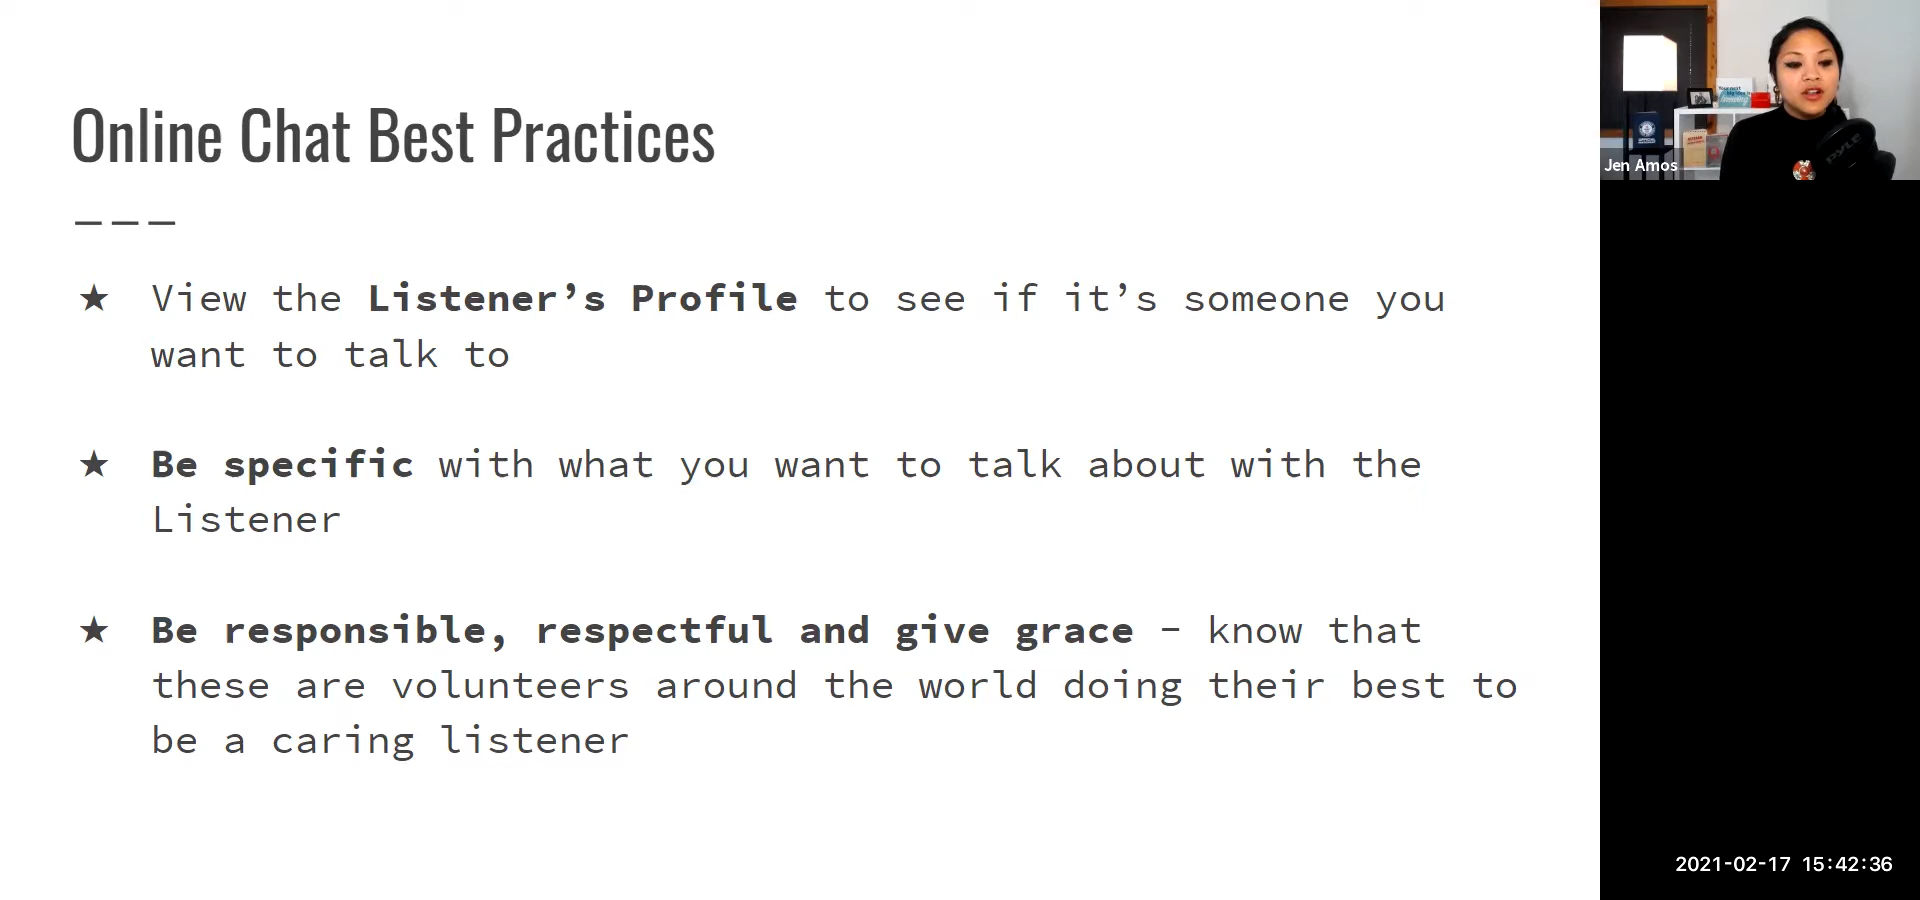 Online Chat Best Practices
———
★ View the Listener’s Profile to see if it’s someone you
want to talk to
★ Be specific with what you want to talk about with the
Listener
★ Be responsible, respectful and give grace - know that
these are volunteers around the world doing their best to
be a caring listener
Jen Amos
PYLE
2021-02-17 15:42:36